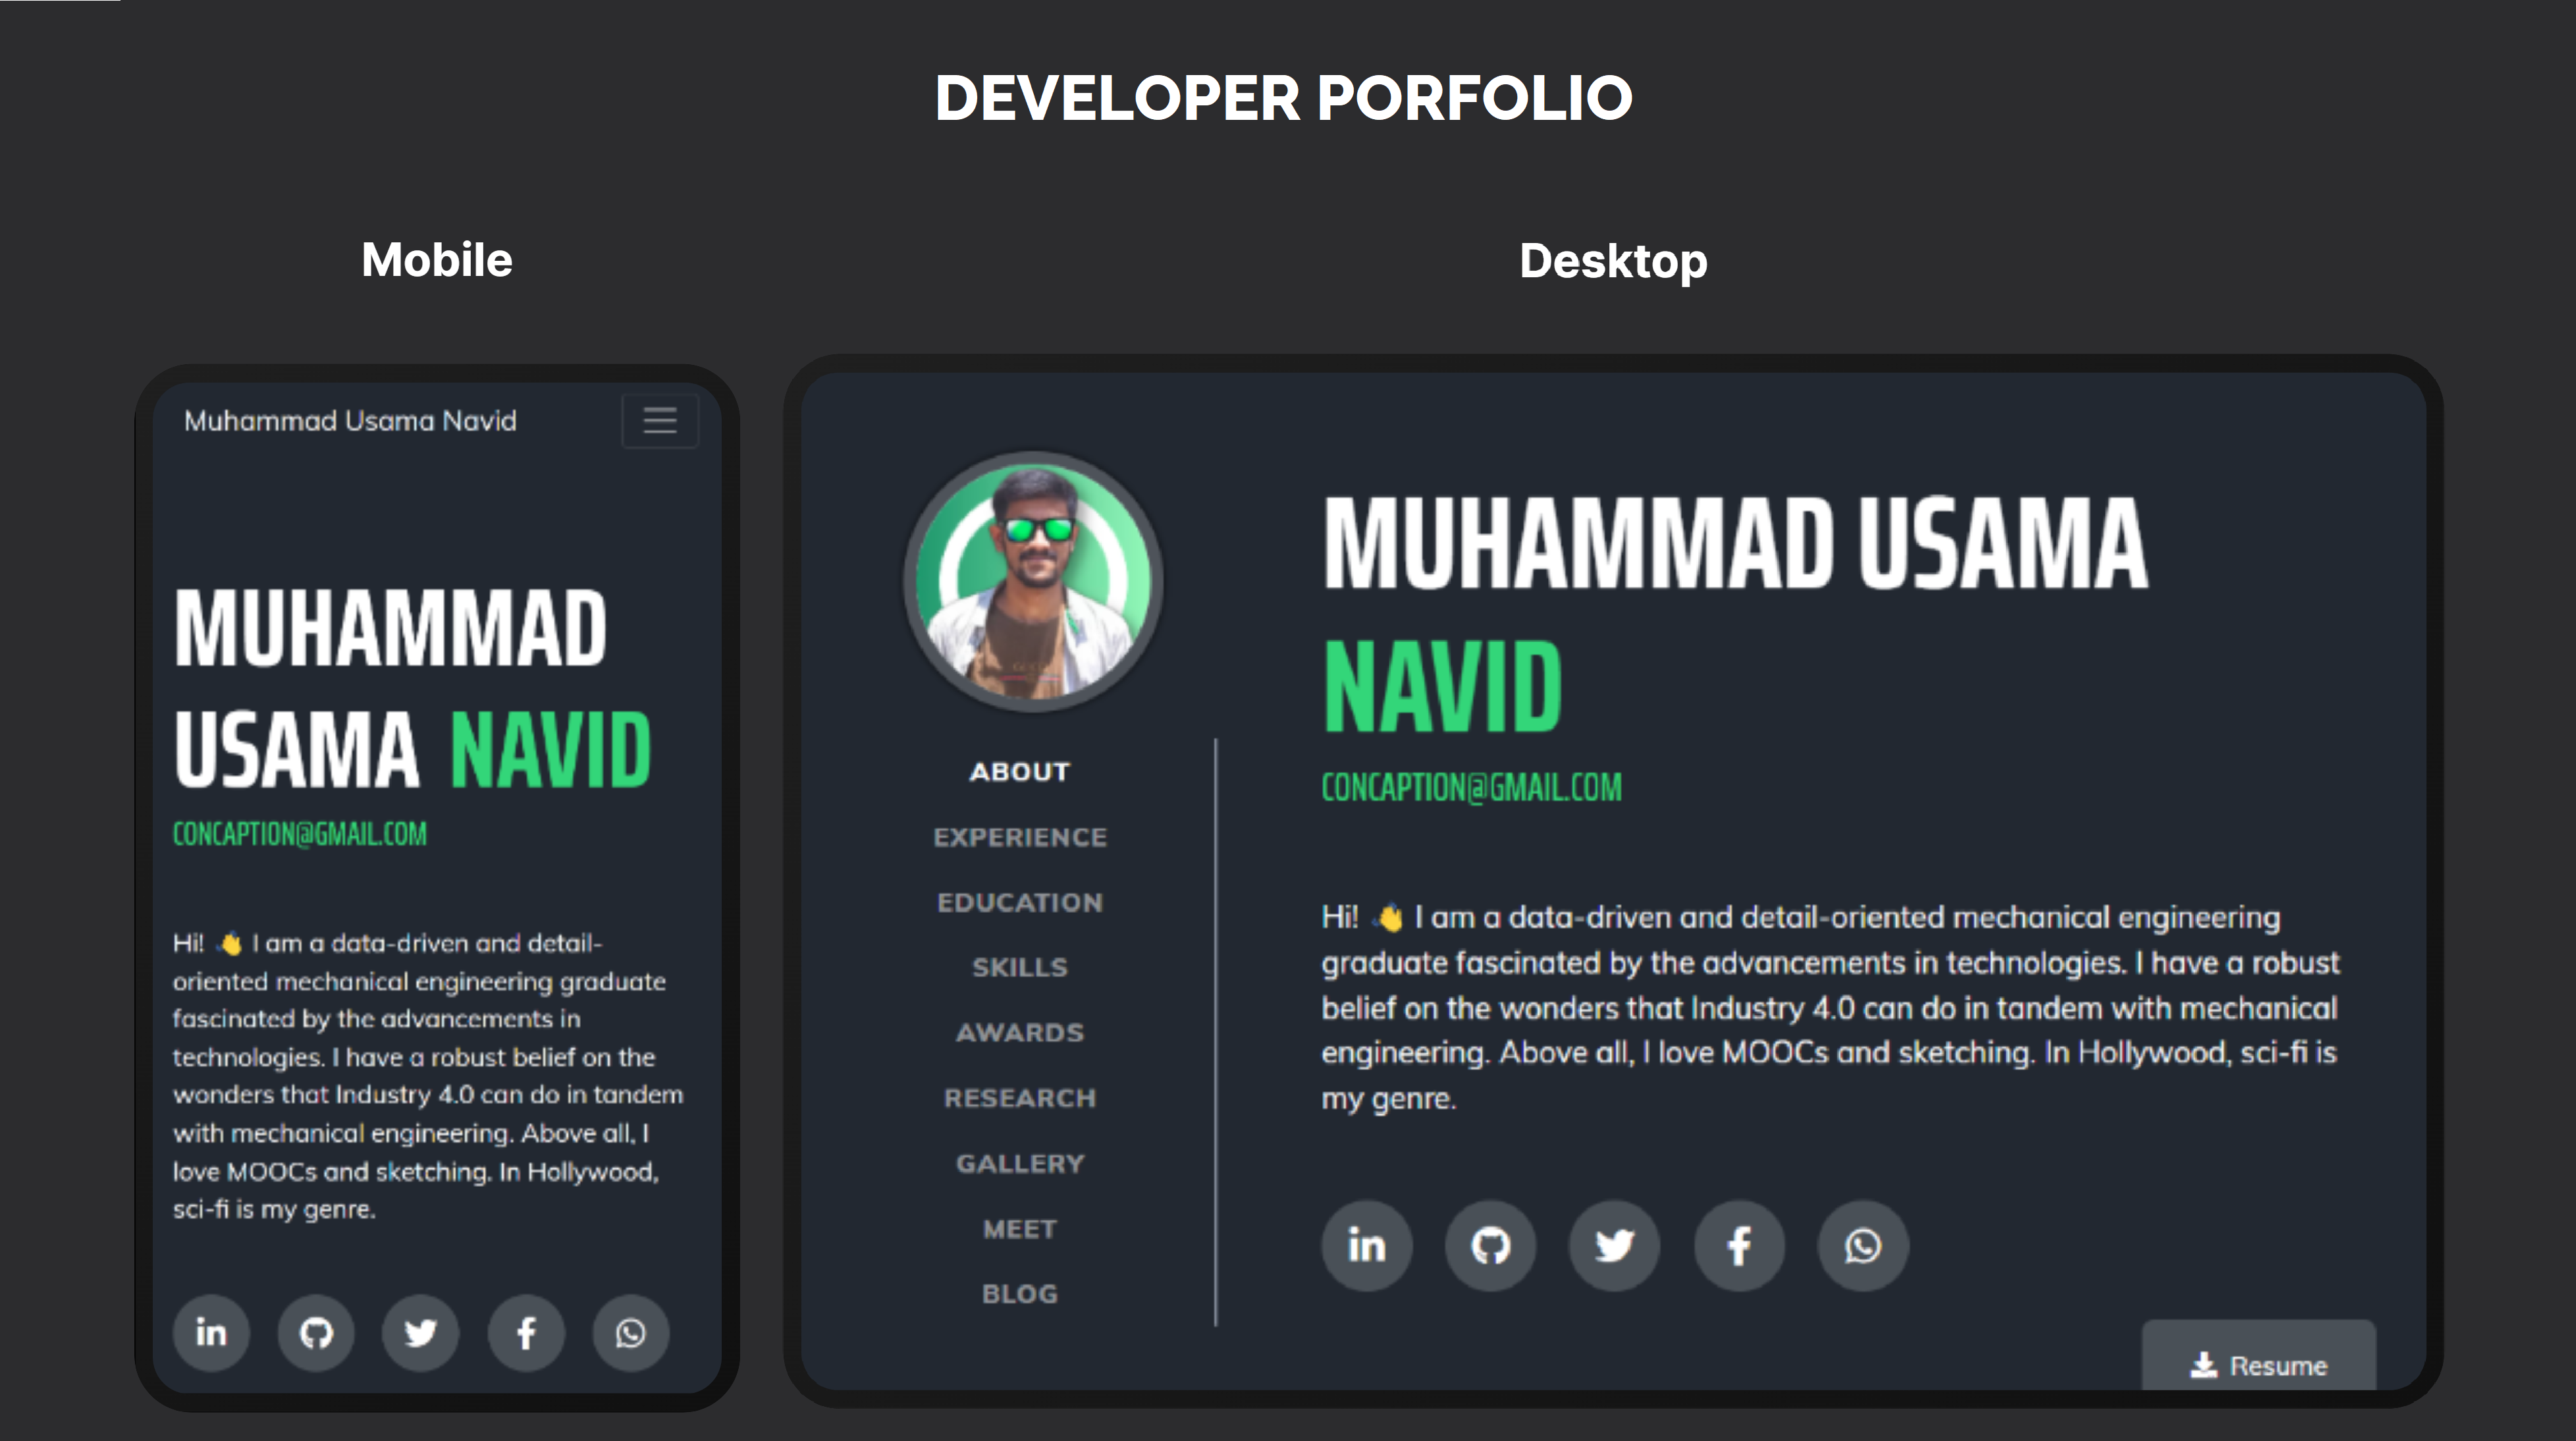 DEVELOPER PORFOLIO
Mobile
Desktop
Muhammad Usama Navid
MUHAMMAD
USAMA NAVID
CONCAPTION@GMAIL.COM
Hi! 👋 I am a data-driven and detail-
oriented mechanical engineering graduate
fascinated by the advancements in
technologies. I have a robust belief on the
wonders that Industry 4.0 can do in tandem
with mechanical engineering. Above all, I
love MOOCs and sketching. In Hollywood,
sci-fi is my genre.
in
f
ABOUT
EXPERIENCE
EDUCATION
SKILLS
AWARDS
RESEARCH
GALLERY
MEET
BLOG
MUHAMMAD USAMA
NAVID
CONCAPTION@GMAIL.COM
Hi! 👋 I am a data-driven and detail-oriented mechanical engineering
graduate fascinated by the advancements in technologies. I have a robust
belief on the wonders that Industry 4.0 can do in tandem with mechanical
engineering. Above all, I love MOOCs and sketching. In Hollywood, sci-fi is
my genre.
in
f
Resume